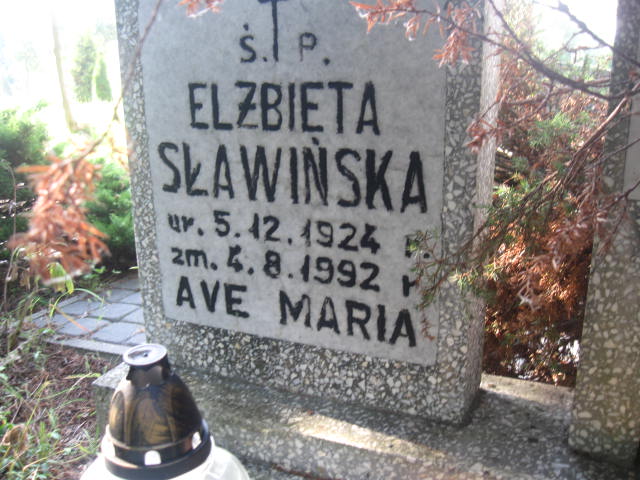 Ś. P.
ELŻBIETA
SŁAWIŃSKA
ur. 5.12.1924 r.
zm. 4.8.1992 r
AVE MARIA